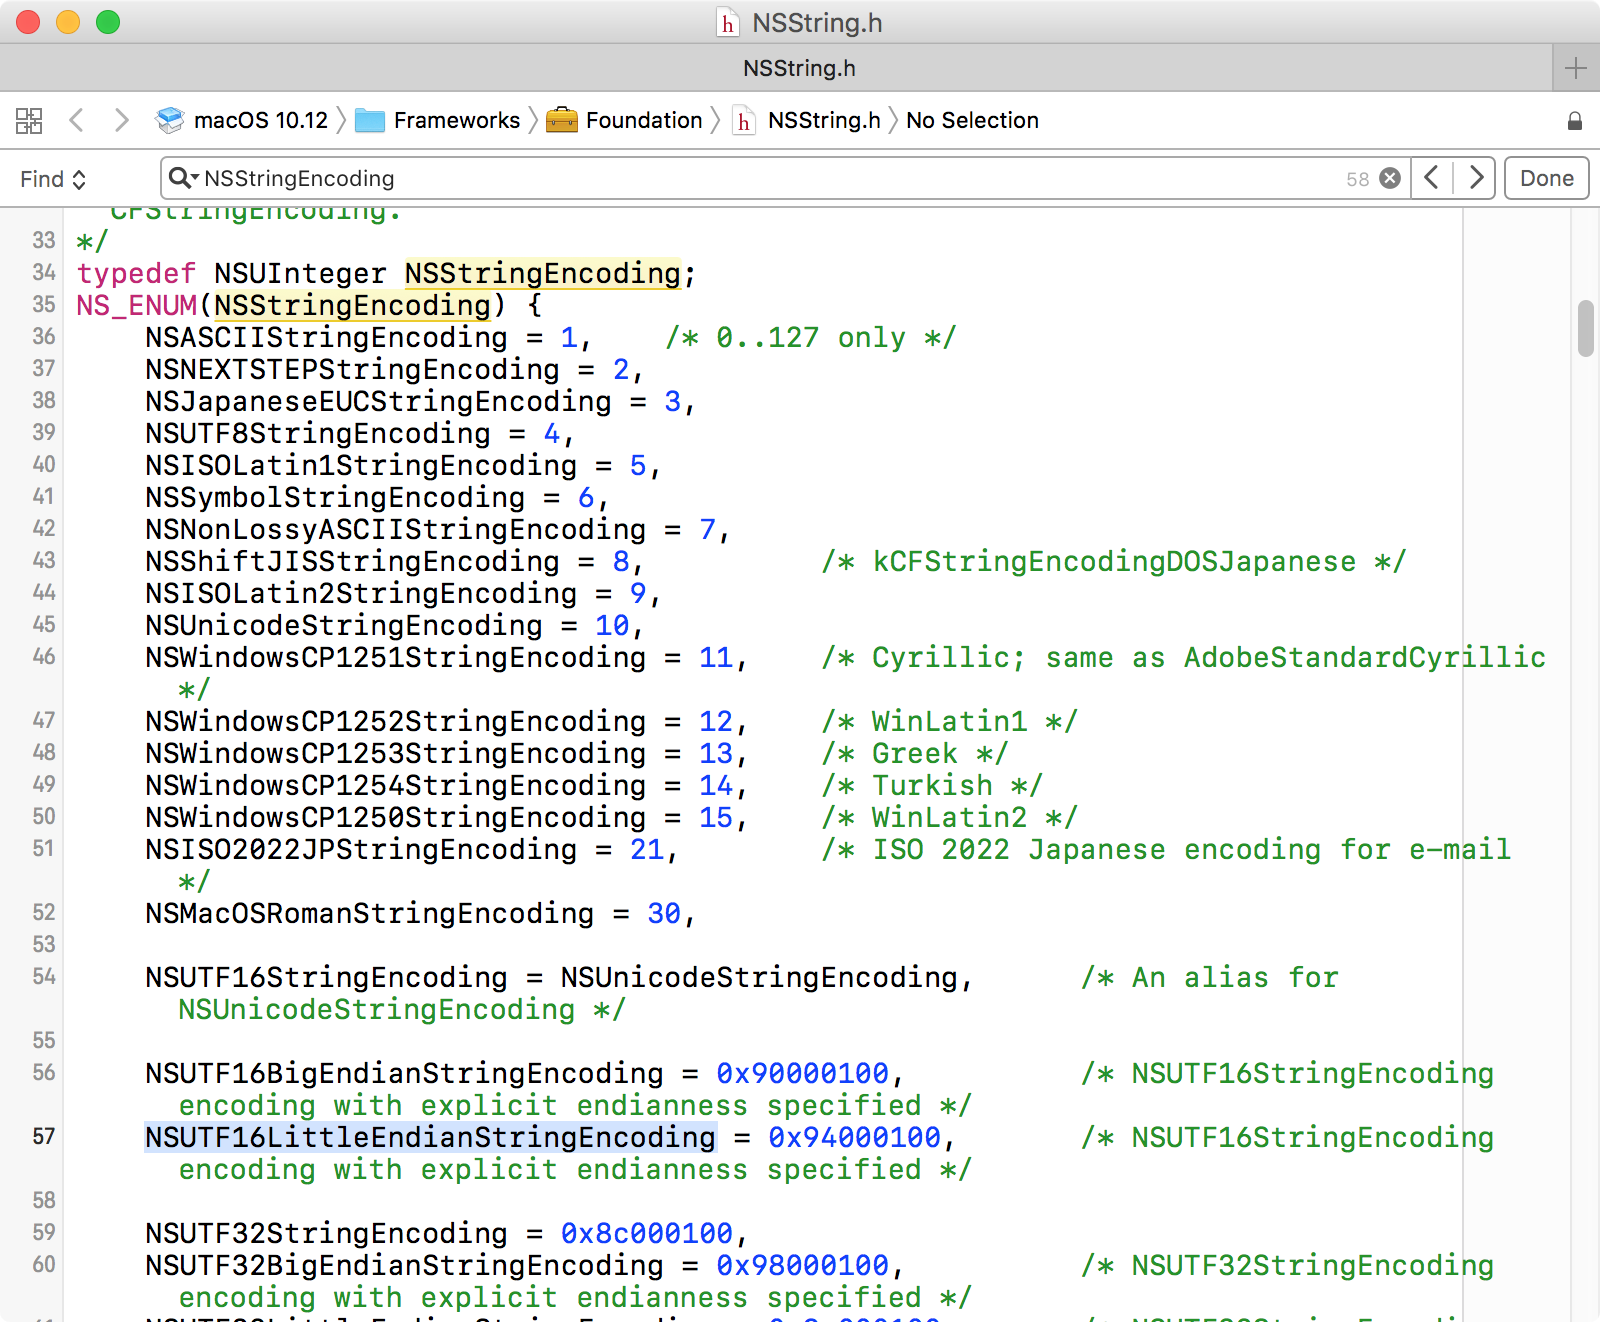 NSString.h
NSString.h
macOS 10.12 Frameworks Foundation NSString.h No Selection
Find NSStringEncoding 58 Done
CFStringEncoding.
33 */
34 typedef NSUInteger NSStringEncoding;
35 NS_ENUM(NSStringEncoding) {
36 NSASCIIStringEncoding = 1, /* 0..127 only */
37 NSNEXTSTEPStringEncoding = 2,
38 NSJapaneseEUCStringEncoding = 3,
39 NSUTF8StringEncoding = 4,
40 NSISOLatin1StringEncoding = 5,
41 NSSymbolStringEncoding = 6,
42 NSNonLossyASCIIStringEncoding = 7,
43 NSShiftJISStringEncoding = 8, /* kCFStringEncodingDOSJapanese */
44 NSISOLatin2StringEncoding = 9,
45 NSUnicodeStringEncoding = 10,
46 NSWindowsCP1251StringEncoding = 11, /* Cyrillic; same as AdobeStandardCyrillic
*/
47 NSWindowsCP1252StringEncoding = 12, /* WinLatin1 */
48 NSWindowsCP1253StringEncoding = 13, /* Greek */
49 NSWindowsCP1254StringEncoding = 14, /* Turkish */
50 NSWindowsCP1250StringEncoding = 15, /* WinLatin2 */
51 NSISO2022JPStringEncoding = 21, /* ISO 2022 Japanese encoding for e-mail
*/
52 NSMacOSRomanStringEncoding = 30,
53
54 NSUTF16StringEncoding = NSUnicodeStringEncoding, /* An alias for
NSUnicodeStringEncoding */
55
56 NSUTF16BigEndianStringEncoding = 0x90000100, /* NSUTF16StringEncoding
encoding with explicit endianness specified */
57 NSUTF16LittleEndianStringEncoding = 0x94000100, /* NSUTF16StringEncoding
encoding with explicit endianness specified */
58
59 NSUTF32StringEncoding = 0x8c000100,
60 NSUTF32BigEndianStringEncoding = 0x98000100, /* NSUTF32StringEncoding
encoding with explicit endianness specified */